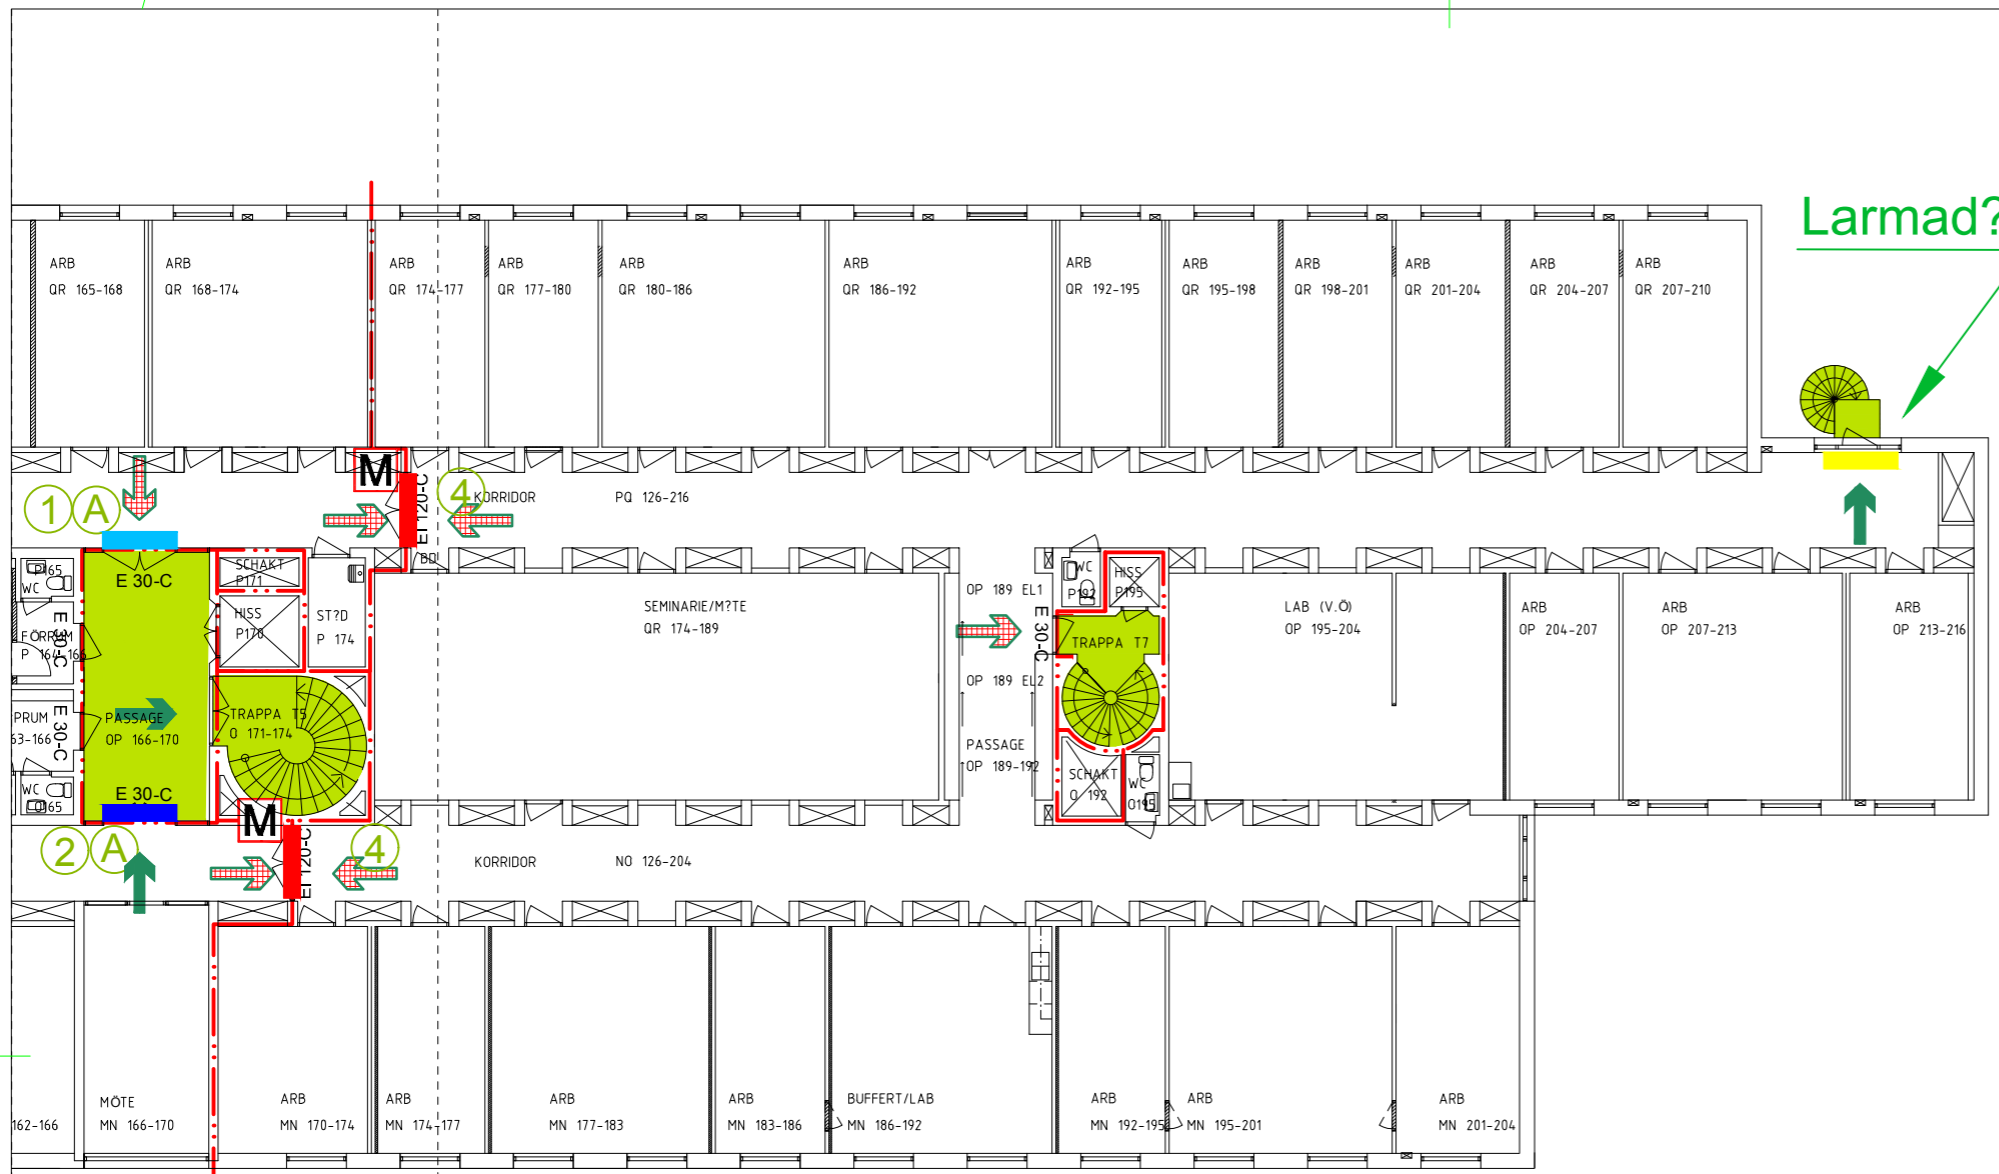 Larmad?
ARB
QR 165-168
ARB
QR 168-174
ARB
QR 174-177
ARB
QR 177-180
ARB
QR 180-186
ARB
QR 186-192
ARB
QR 192-195
ARB
QR 195-198
ARB
QR 198-201
ARB
QR 201-204
ARB
QR 204-207
ARB
QR 207-210
1
A
M
EI 120-C
4
KORRIDOR
PQ 126-216
BD
P165
WC
E 30-C
SCHAKT
P171
HISS
P170
ST?D
P 174
E 30-C
FÖRRUM
P 164-166
SEMINARIE/M?TE
QR 174-189
OP 189 EL1
E 30-C
WC
P192
HISS
P195
TRAPPA T7
LAB (V.Ö)
OP 195-204
ARB
OP 204-207
ARB
OP 207-213
ARB
OP 213-216
OP 189 EL2
PRUM
63-166
E 30-C
PASSAGE
OP 166-170
TRAPPA T5
O 171-174
PASSAGE
OP 189-192
SCHAKT
O 192
WC
O195
WC
O165
E 30-C
M
2
A
EI 120-C
4
KORRIDOR
NO 126-204
162-166
MÖTE
MN 166-170
ARB
MN 170-174
ARB
MN 174-177
ARB
MN 177-183
ARB
MN 183-186
BUFFERT/LAB
MN 186-192
ARB
MN 192-195
ARB
MN 195-201
ARB
MN 201-204